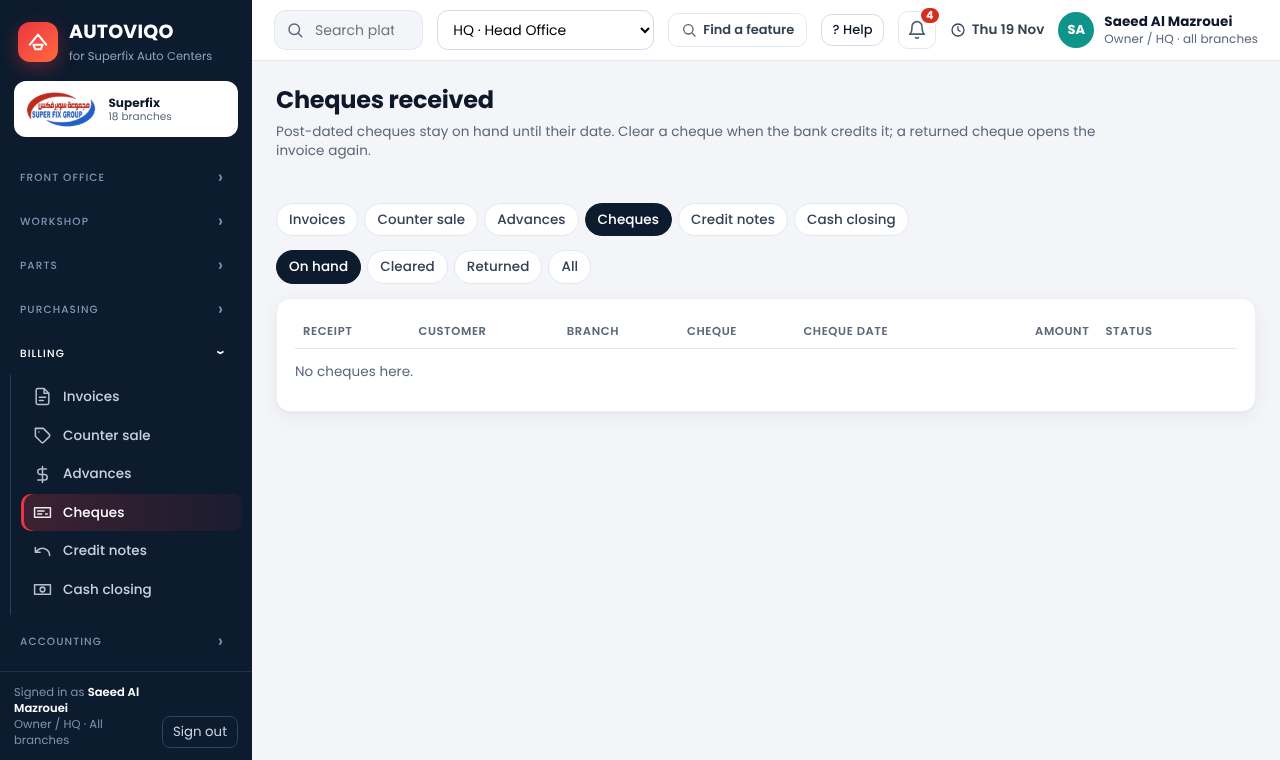 AUTOVIQO
for Superfix Auto Centers
مجموعة سوبر فكس
SUPER FIX GROUP
Superfix
18 branches
FRONT OFFICE
WORKSHOP
PARTS
PURCHASING
BILLING
Invoices
Counter sale
Advances
Cheques
Credit notes
Cash closing
ACCOUNTING
Signed in as Saeed Al
Mazrouei
Owner / HQ · All
branches
Sign out
Search plat
HQ · Head Office
Find a feature
? Help
4
Thu 19 Nov
SA
Saeed Al Mazrouei
Owner / HQ · all branches
Cheques received
Post-dated cheques stay on hand until their date. Clear a cheque when the bank credits it; a returned cheque opens the
invoice again.
Invoices Counter sale Advances Cheques Credit notes Cash closing
On hand Cleared Returned All
RECEIPT CUSTOMER BRANCH CHEQUE CHEQUE DATE AMOUNT STATUS
No cheques here.